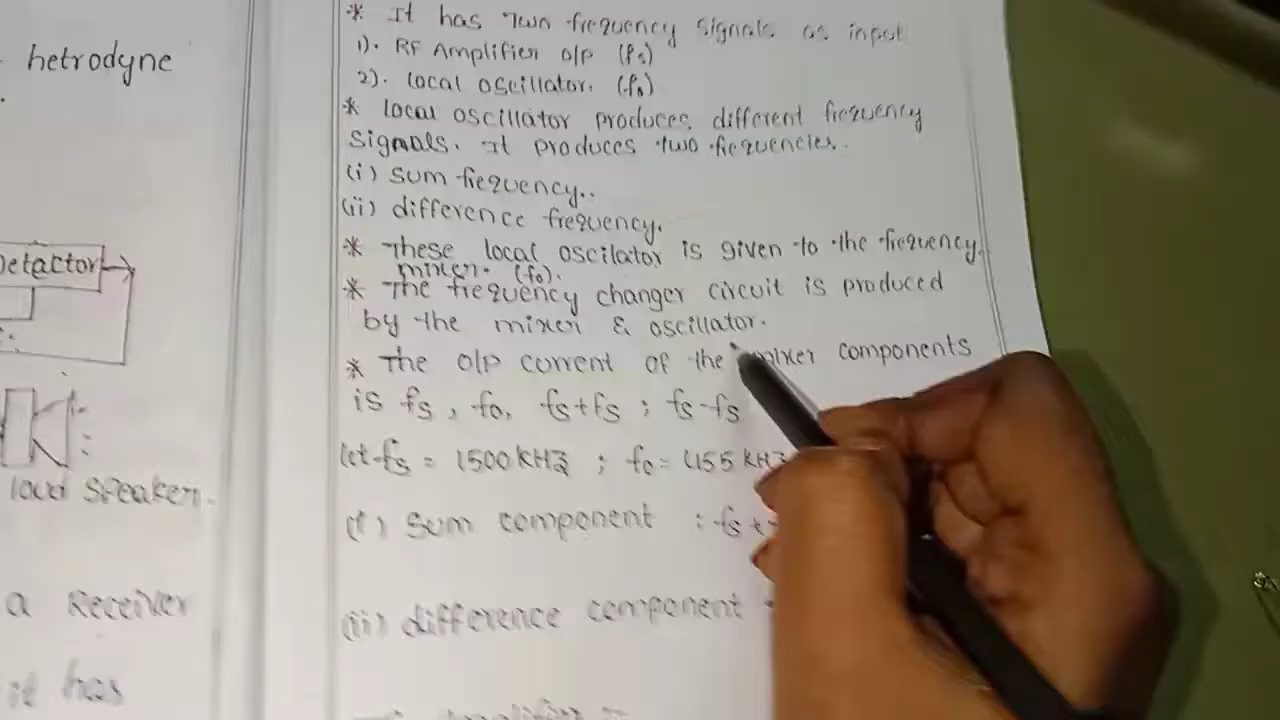 hetrodyne
Detactor
loud speaker.
a Receiver
it has
* It has Two frequency signals as input
1). RF Amplifier o/p (fs)
2). local oscillator. (fo)
* local oscillator produces different frequency
signals. It produces two frequencies.
(i) sum frequency..
(ii) difference frequency.
* These local oscilator is given to the frequency
mixer. (fo).
* The frequency changer circuit is produced
by the mixer & oscillator.
* The o/p current of the mixer components
is fs, fo, fs+fs ; fs-fs
let fs = 1500 KHz ; fo = 455 KHz
(i) Sum component : fs +
(ii) difference component